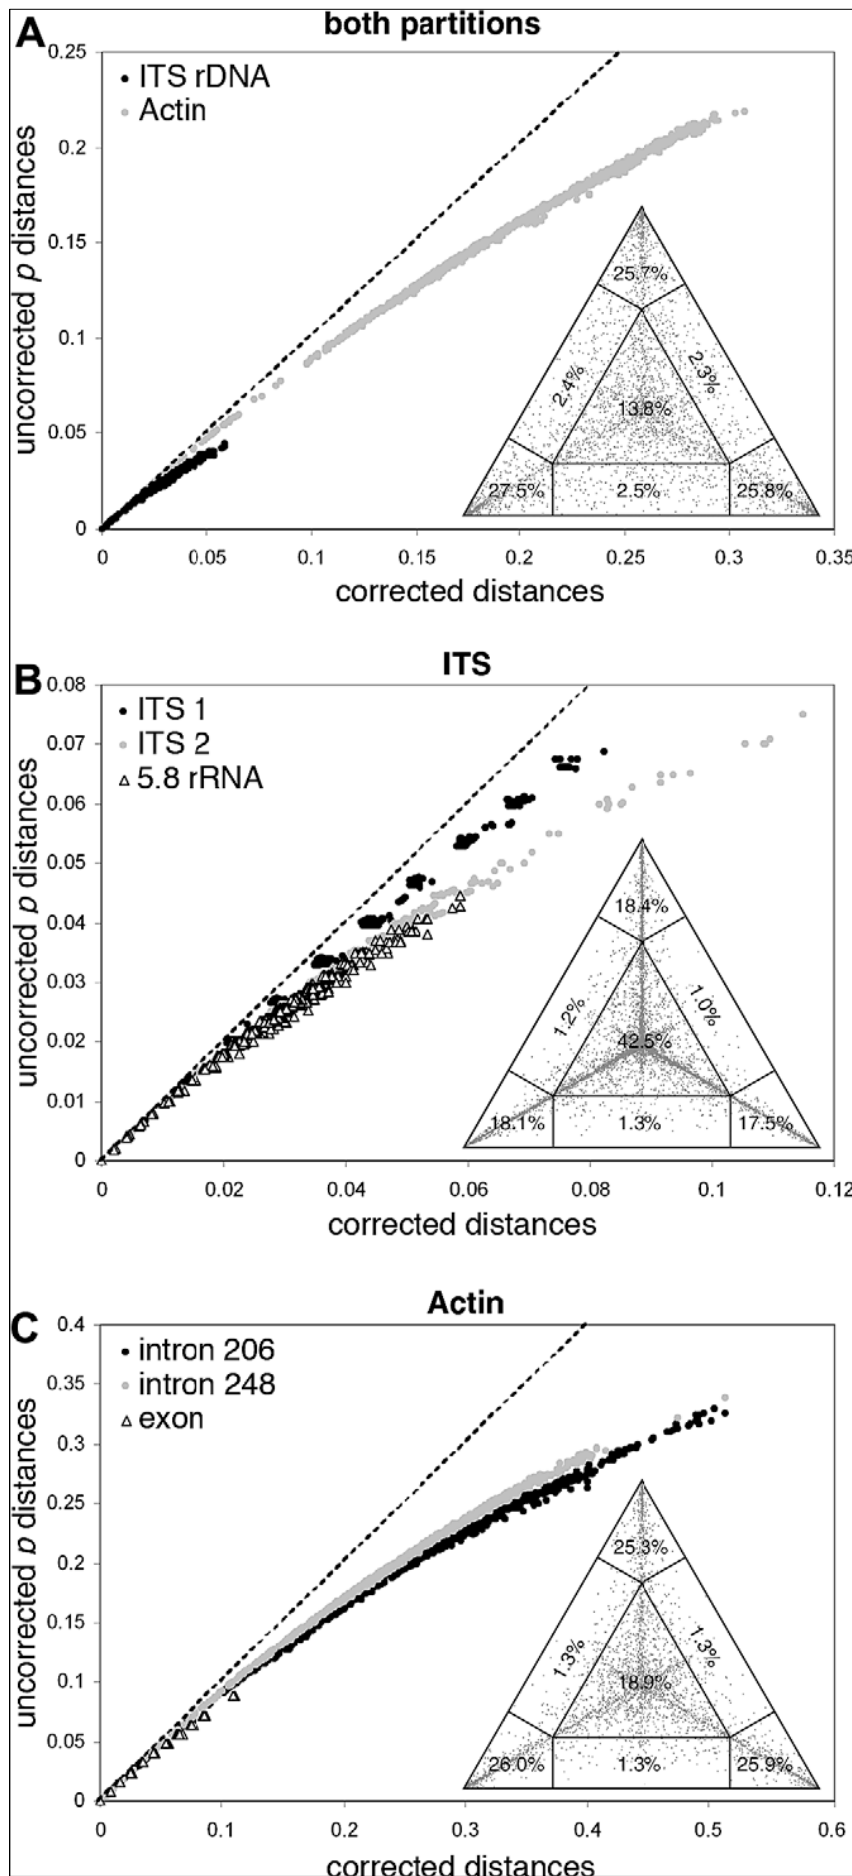 A
both partitions
0.25
ITS rDNA
Actin
0.2
0.15
0.1
0.05
0
uncorrected p distances
25.7%
2.4%
2.3%
13.8%
27.5%
2.5%
25.8%
0 0.05 0.1 0.15 0.2 0.25 0.3 0.35
corrected distances
B
ITS
0.08
ITS 1
ITS 2
5.8 rRNA
0.07
0.06
0.05
0.04
0.03
0.02
0.01
0
uncorrected p distances
18.4%
1.2%
1.0%
42.5%
18.1%
1.3%
17.5%
0 0.02 0.04 0.06 0.08 0.1 0.12
corrected distances
C
Actin
0.4
intron 206
intron 248
exon
0.35
0.3
0.25
0.2
0.15
0.1
0.05
0
uncorrected p distances
25.3%
1.3%
1.3%
18.9%
26.0%
1.3%
25.9%
0 0.1 0.2 0.3 0.4 0.5 0.6
corrected distances